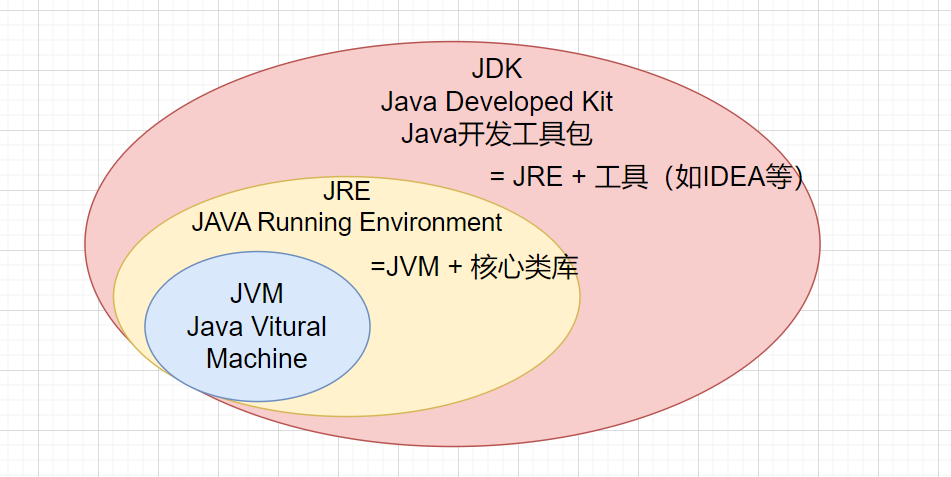 JDK
Java Developed Kit
Java开发工具包
= JRE + 工具（如IDEA等）
JRE
JAVA Running Environment
=JVM + 核心类库
JVM
Java Vitural
Machine